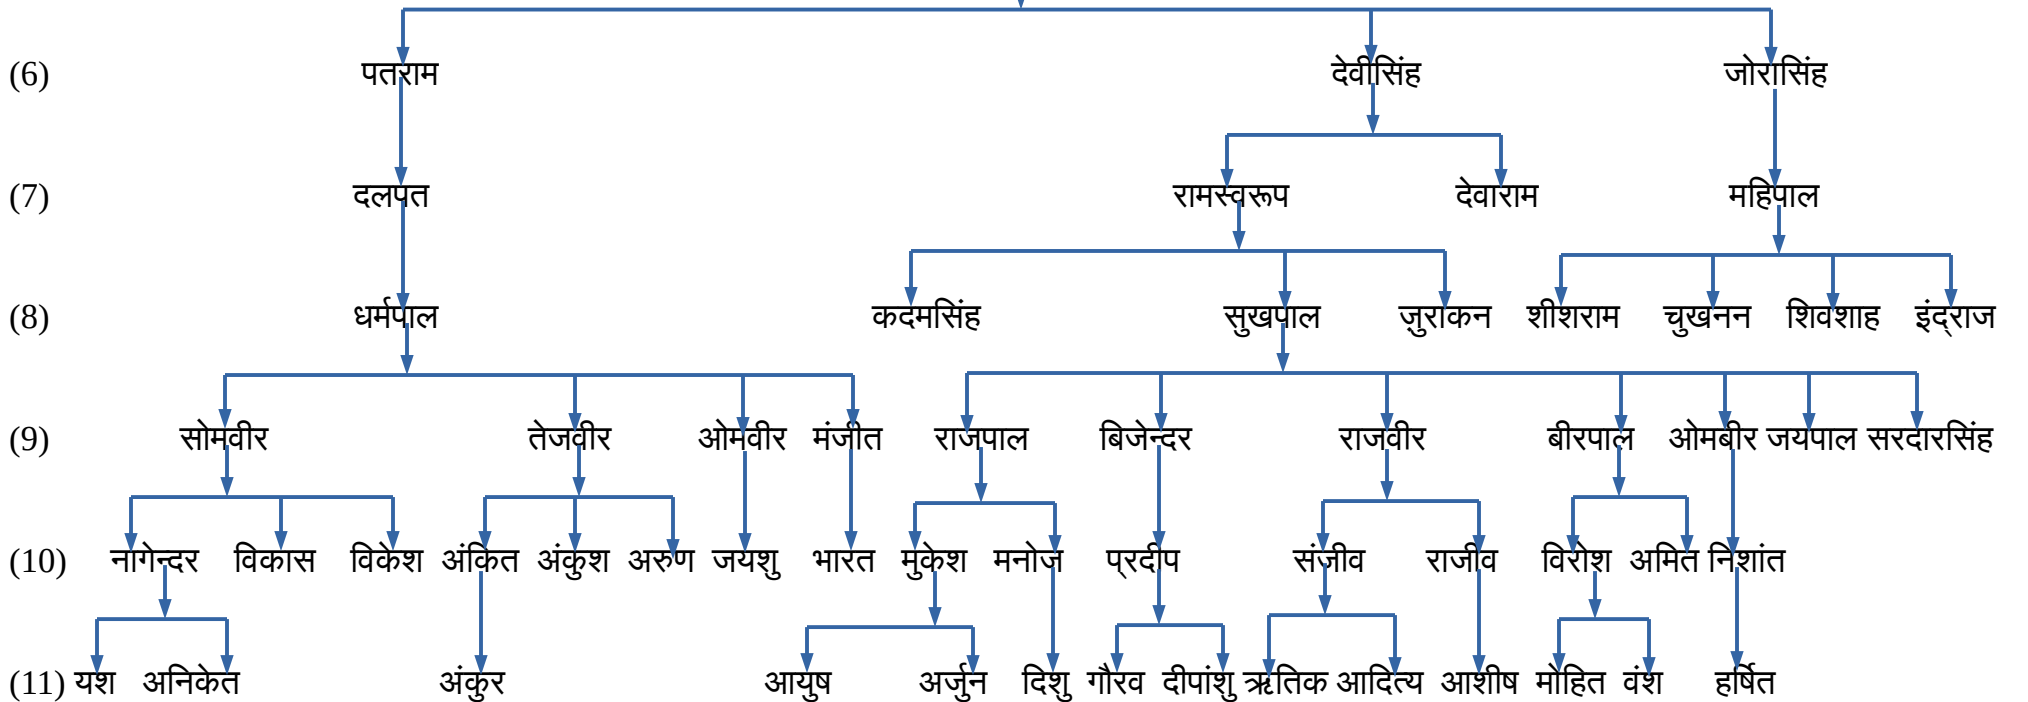 (6) पतराम देवीसिंह जोरासिंह
(7) दलपत रामस्वरूप देवाराम महिपाल
(8) धर्मपाल कदमसिंह सुखपाल ज़ुराकन शीशराम चुखनन शिवशाह इंद्राज
(9) सोमवीर तेजवीर ओमवीर मंजीत राजपाल बिजेन्दर राजवीर बीरपाल ओमबीर जयपाल सरदारसिंह
(10) नागेन्दर विकास विकेश अंकित अंकुश अरुण जयशु भारत मुकेश मनोज प्रदीप संजीव राजीव विरोश अमित निशांत
(11) यश अनिकेत अंकुर आयुष अर्जुन दिशु गौरव दीपांशु ऋतिक आदित्य आशीष मोहित वंश हर्षित